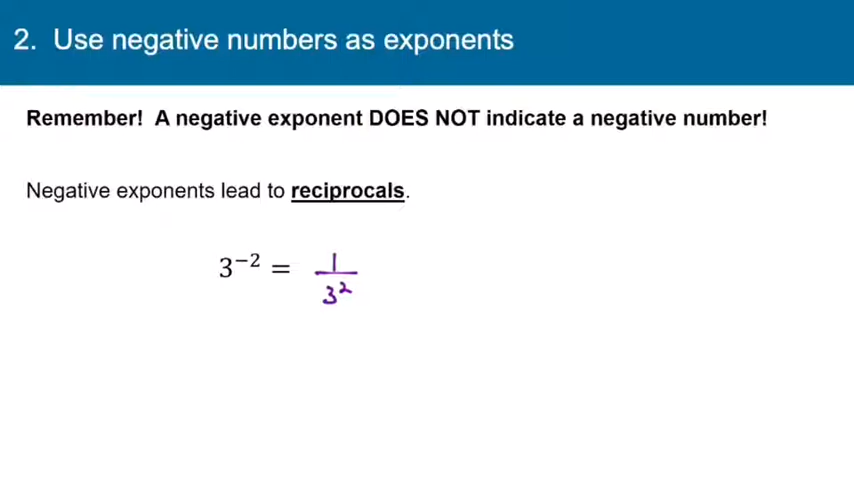 2. Use negative numbers as exponents
Remember! A negative exponent DOES NOT indicate a negative number!
Negative exponents lead to reciprocals.
3⁻² = 1/3²